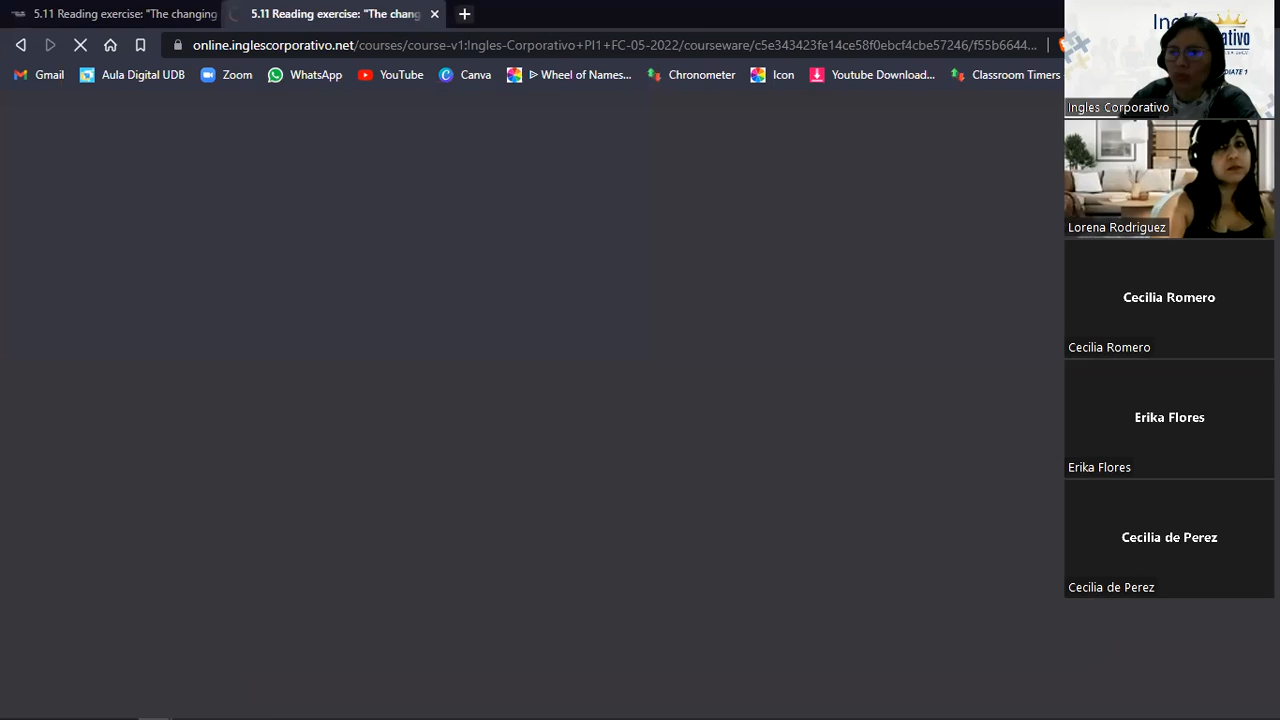 5.11 Reading exercise: "The changing
5.11 Reading exercise: "The chang
online.inglescorporativo.net/courses/course-v1:Ingles-Corporativo+PI1+FC-05-2022/courseware/c5e343423fe14ce58f0ebcf4cbe57246/f55b6644...
Gmail
Aula Digital UDB
Zoom
WhatsApp
YouTube
Canva
ᐅ Wheel of Names...
Chronometer
Icon
Youtube Download...
Classroom Timers
Ingles Corporativo
Lorena Rodriguez
Cecilia Romero
Cecilia Romero
Erika Flores
Erika Flores
Cecilia de Perez
Cecilia de Perez